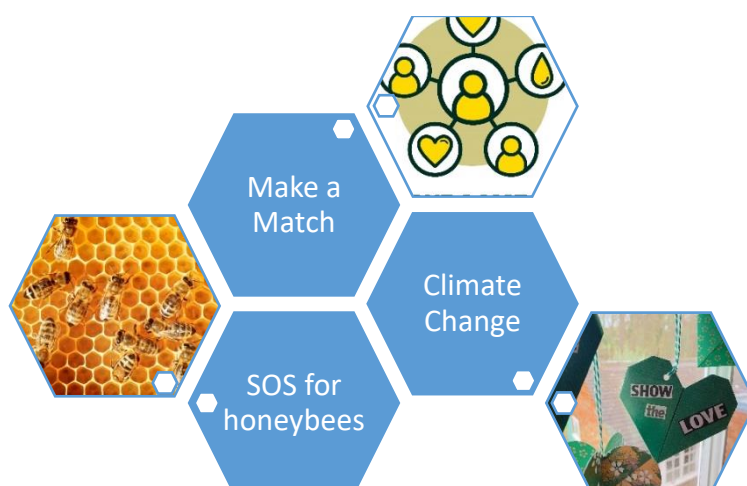 Make a
Match
Climate
Change
SOS for
honeybees
SHOW
the
LOVE